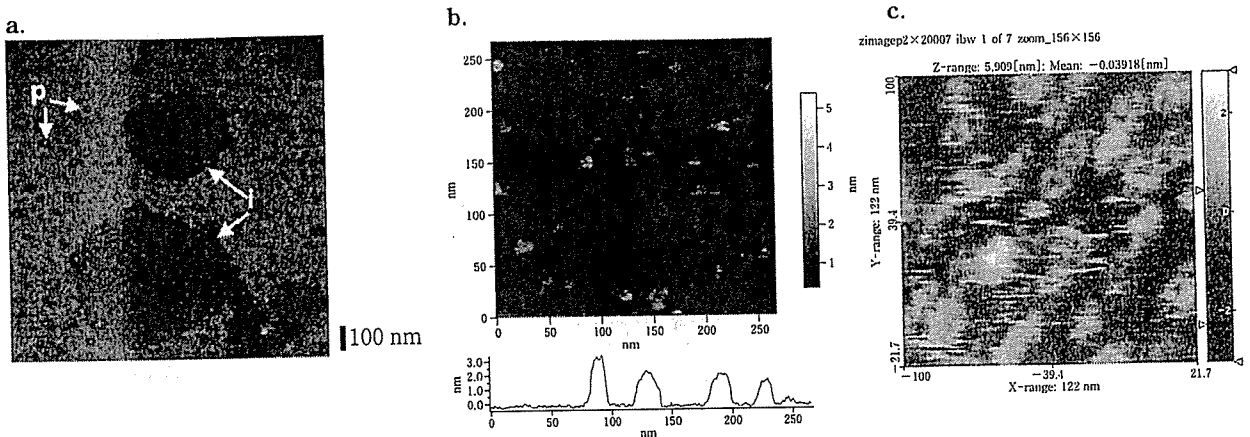 a.
p
i
100 nm
b.
250
200
150
100
50
0
nm
0 50 100 150 200 250
nm
5
4
3
2
1
nm
3.0
2.0
1.0
0.0
nm
0 50 100 150 200 250
nm
c.
zimagep2×20007 ibw 1 of 7 zoom_156×156
Z-range: 5.909[nm]: Mean: −0.03918[nm]
100
39.4
−21.7
Y-range: 122 nm
−100 −39.4 21.7
X-range: 122 nm
2